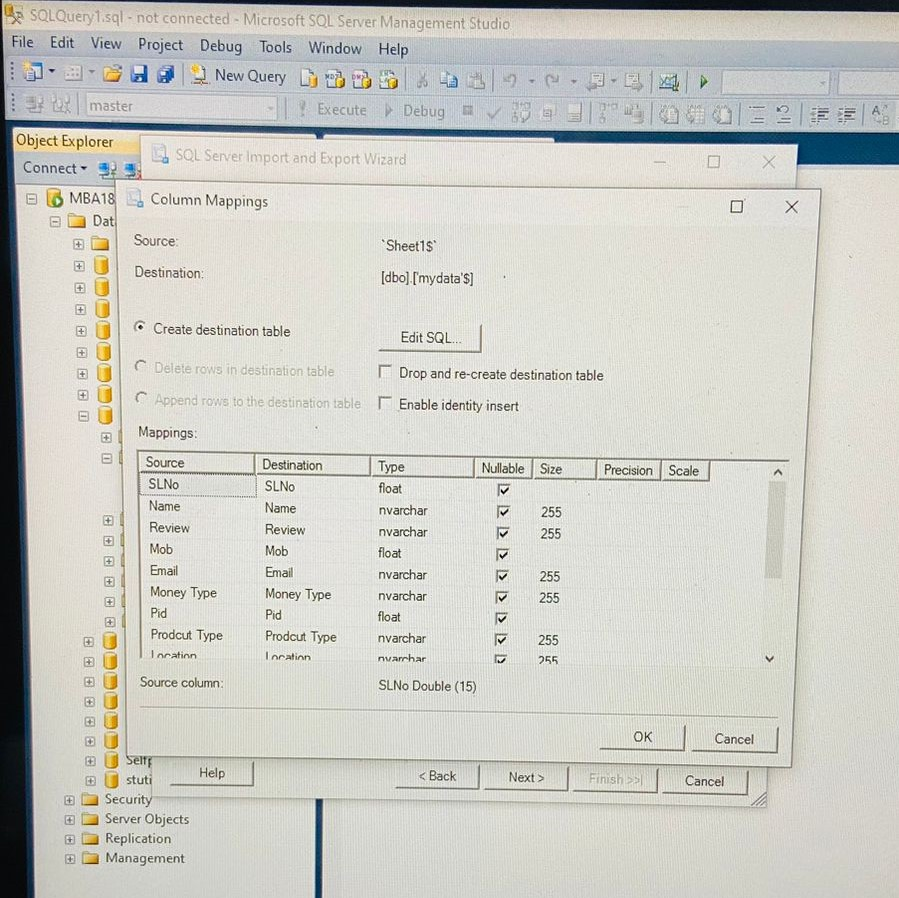 SQLQuery1.sql - not connected - Microsoft SQL Server Management Studio
File Edit View Project Debug Tools Window Help
New Query
master Execute Debug
Object Explorer
SQL Server Import and Export Wizard
Connect
MBA18
Dat
Column Mappings
Source: `Sheet1$`
Destination: [dbo].['mydata'$]
Create destination table
Edit SQL...
Delete rows in destination table
Drop and re-create destination table
Append rows to the destination table
Enable identity insert
Mappings:
Source Destination Type Nullable Size Precision Scale
SLNo SLNo float
Name Name nvarchar 255
Review Review nvarchar 255
Mob Mob float
Email Email nvarchar 255
Money Type Money Type nvarchar 255
Pid Pid float
Prodcut Type Prodcut Type nvarchar 255
Location Location nvarchar 255
Source column: SLNo Double (15)
OK Cancel
Help < Back Next > Finish >>| Cancel
stuti
Security
Server Objects
Replication
Management